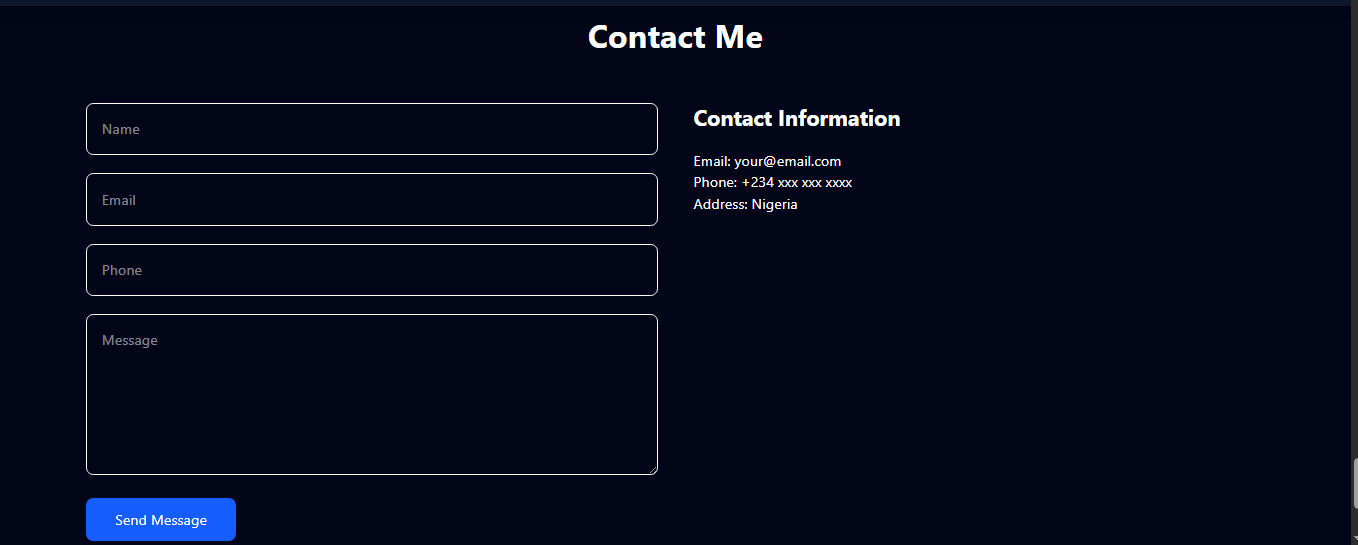 Contact Me
Name
Email
Phone
Message
Send Message
Contact Information
Email: your@email.com
Phone: +234 xxx xxx xxxx
Address: Nigeria